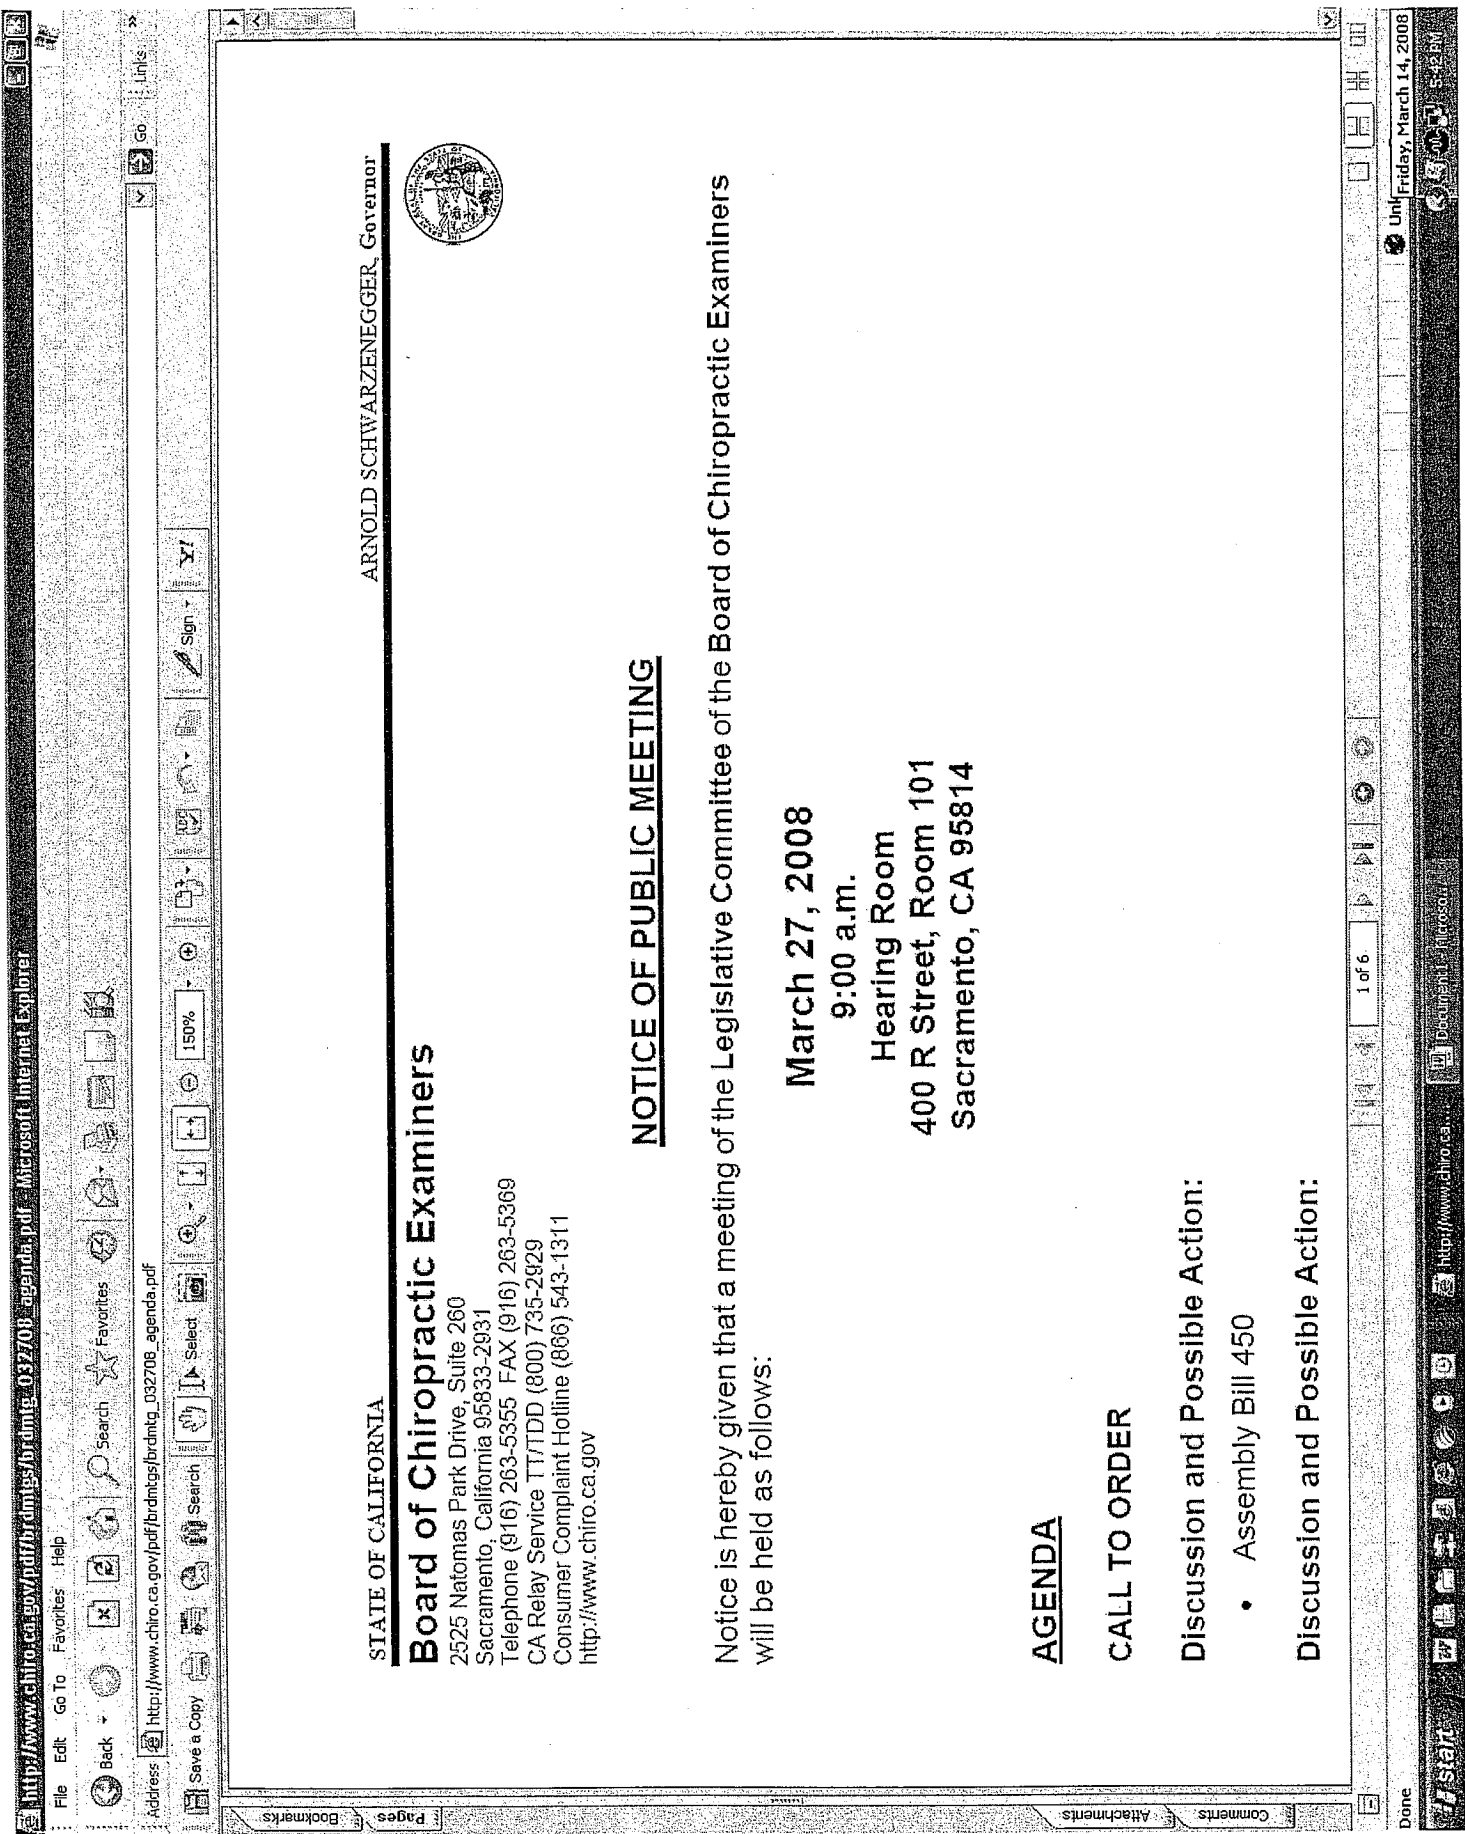 http://www.chiro.ca.gov/pdf/brdmtgs/brdmtg_032708_agenda.pdf - Microsoft Internet Explorer
File Edit Go To Favorites Help
Back Search Favorites
Address http://www.chiro.ca.gov/pdf/brdmtgs/brdmtg_032708_agenda.pdf Go Links »
Save a Copy Search Select 150% Sign Y!
Bookmarks
Pages
Attachments
Comments
STATE OF CALIFORNIA ARNOLD SCHWARZENEGGER, Governor
Board of Chiropractic Examiners
2525 Natomas Park Drive, Suite 260
Sacramento, California 95833-2931
Telephone (916) 263-5355 FAX (916) 263-5369
CA Relay Service TT/TDD (800) 735-2929
Consumer Complaint Hotline (866) 543-1311
http://www.chiro.ca.gov
NOTICE OF PUBLIC MEETING
Notice is hereby given that a meeting of the Legislative Committee of the Board of Chiropractic Examiners
will be held as follows:
March 27, 2008
9:00 a.m.
Hearing Room
400 R Street, Room 101
Sacramento, CA 95814
AGENDA
CALL TO ORDER
Discussion and Possible Action:
• Assembly Bill 450
Discussion and Possible Action:
1 of 6
Done
Friday, March 14, 2008
start http://www.chiro.ca... Document1 - Microsof... 5:42 PM